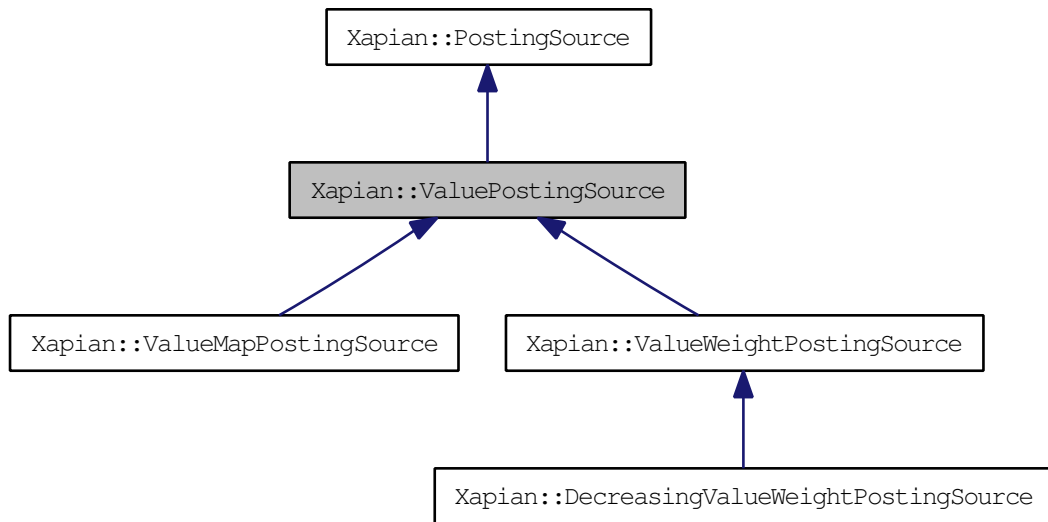 Xapian::PostingSource
Xapian::ValuePostingSource
Xapian::ValueMapPostingSource
Xapian::ValueWeightPostingSource
Xapian::DecreasingValueWeightPostingSource